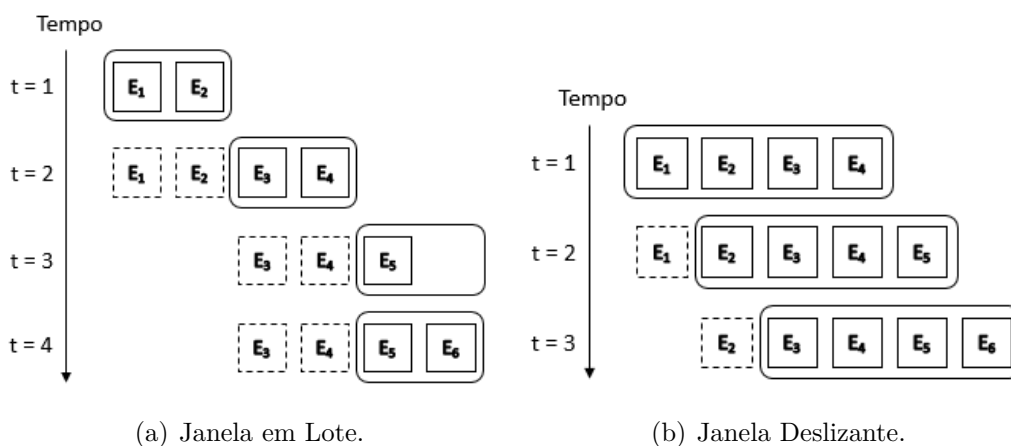 Tempo
t = 1 E₁ E₂
t = 2 E₁ E₂ E₃ E₄
t = 3 E₃ E₄ E₅
t = 4 E₃ E₄ E₅ E₆
(a) Janela em Lote.
Tempo
t = 1 E₁ E₂ E₃ E₄
t = 2 E₁ E₂ E₃ E₄ E₅
t = 3 E₂ E₃ E₄ E₅ E₆
(b) Janela Deslizante.